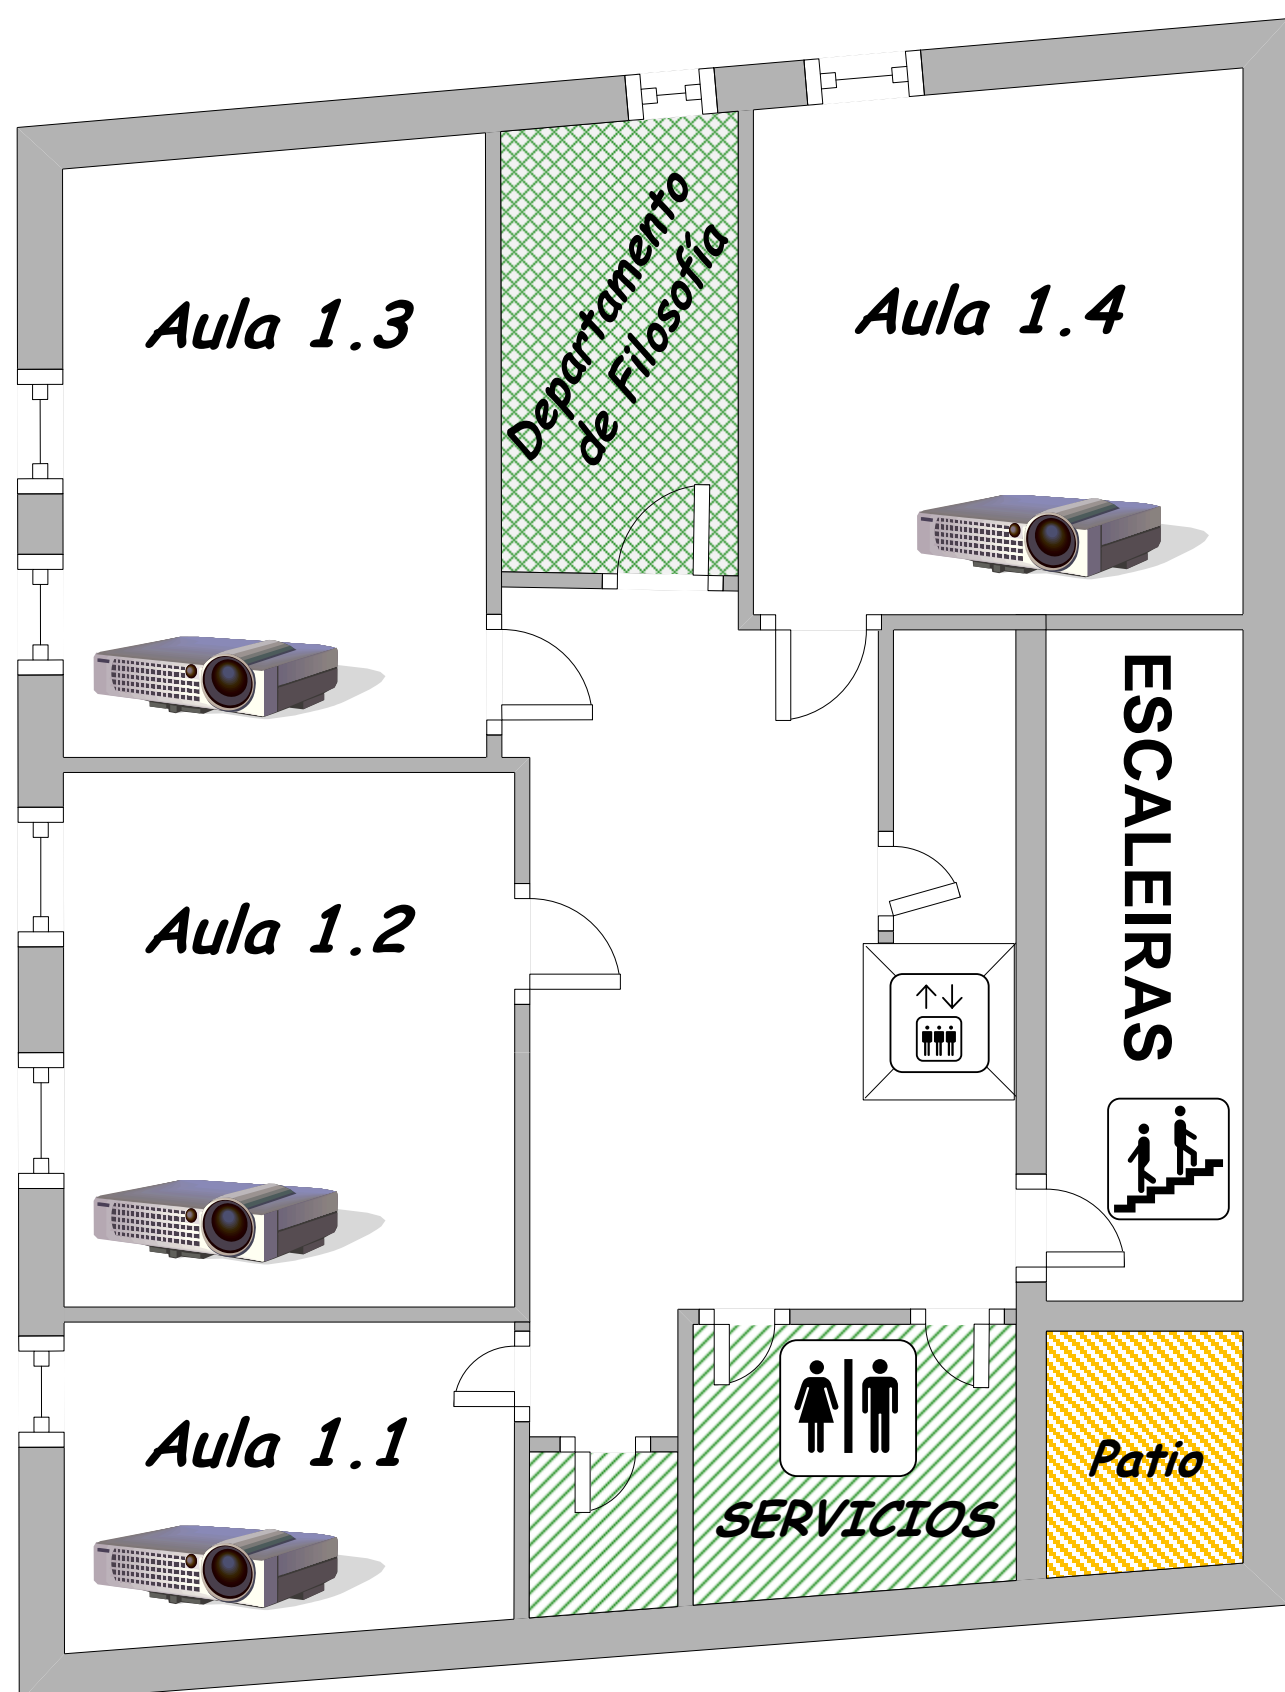 Departamento
de Filosofía
Aula 1.3
Aula 1.4
ESCALEIRAS
Aula 1.2
Aula 1.1
Patio
SERVICIOS